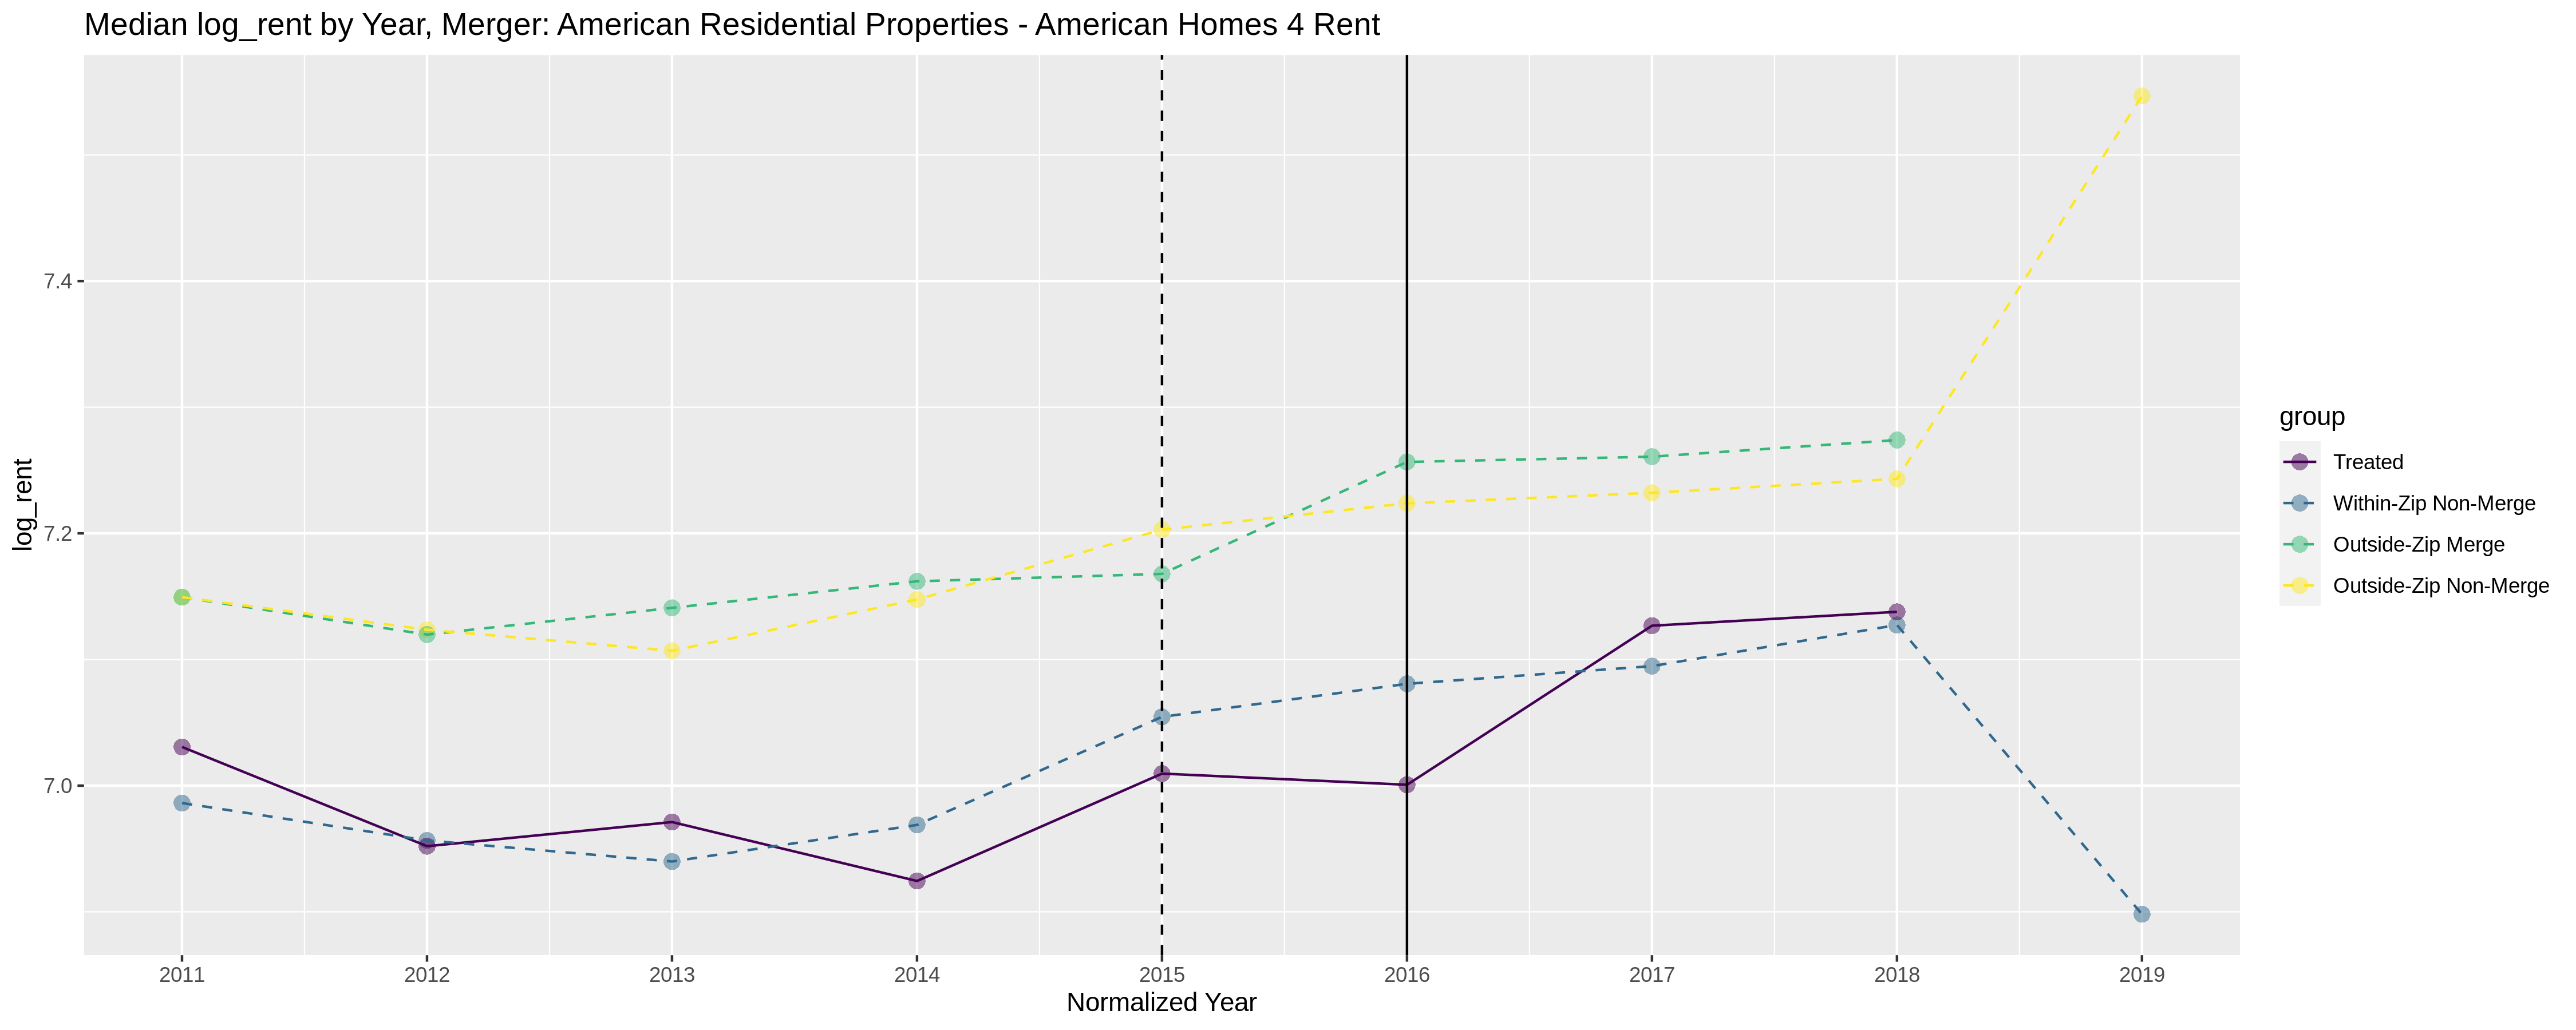 Median log_rent by Year, Merger: American Residential Properties - American Homes 4 Rent
log_rent
7.4
7.2
7.0
2011 2012 2013 2014 2015 2016 2017 2018 2019
Normalized Year
group
Treated
Within-Zip Non-Merge
Outside-Zip Merge
Outside-Zip Non-Merge